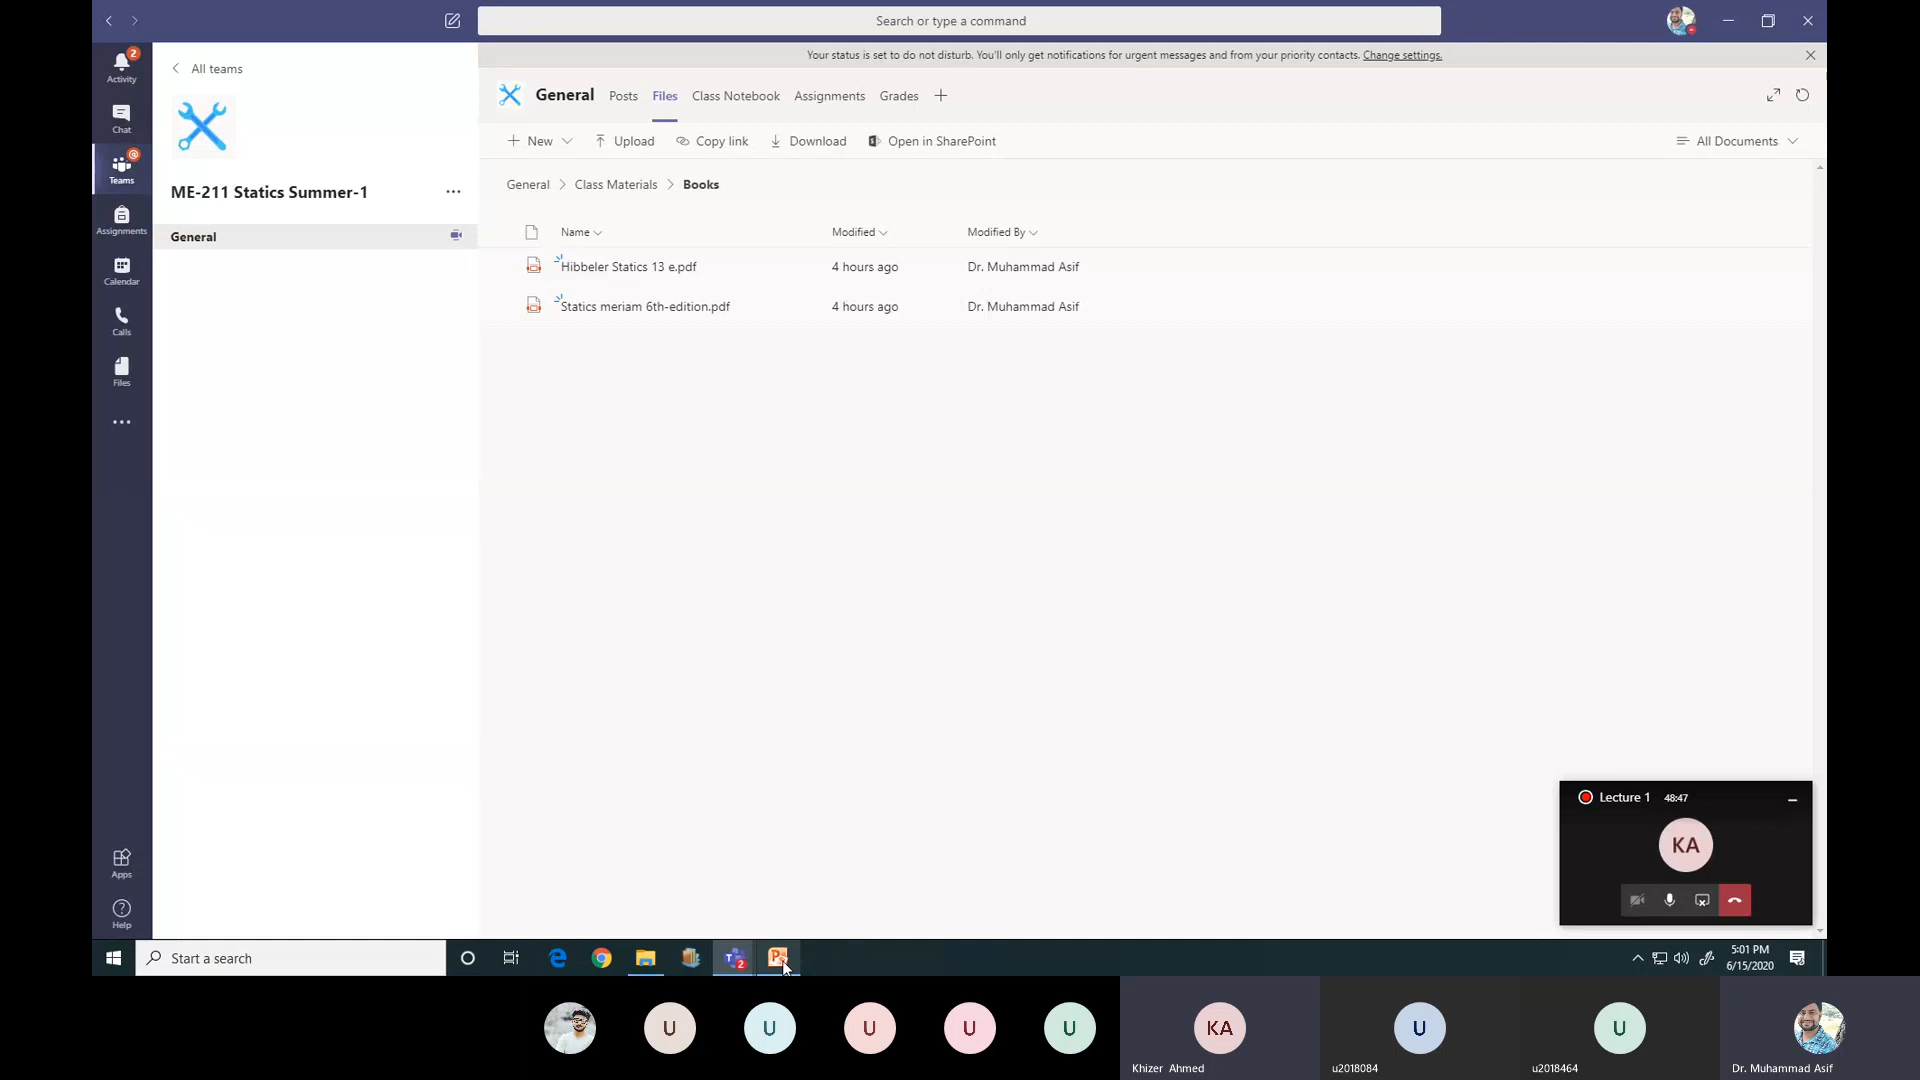 Search or type a command
Your status is set to do not disturb. You'll only get notifications for urgent messages and from your priority contacts. Change settings.
2
Activity
Chat
@
Teams
Assignments
Calendar
Calls
Files
Apps
Help
All teams
ME-211 Statics Summer-1
General
General Posts Files Class Notebook Assignments Grades
New Upload Copy link Download Open in SharePoint All Documents
General > Class Materials > Books
Name Modified Modified By
Hibbeler Statics 13 e.pdf 4 hours ago Dr. Muhammad Asif
Statics meriam 6th-edition.pdf 4 hours ago Dr. Muhammad Asif
Lecture 1 48:47
KA
Start a search
2
5:01 PM
6/15/2020
U U U U U KA U U
Khizer Ahmed u2018084 u2018464 Dr. Muhammad Asif